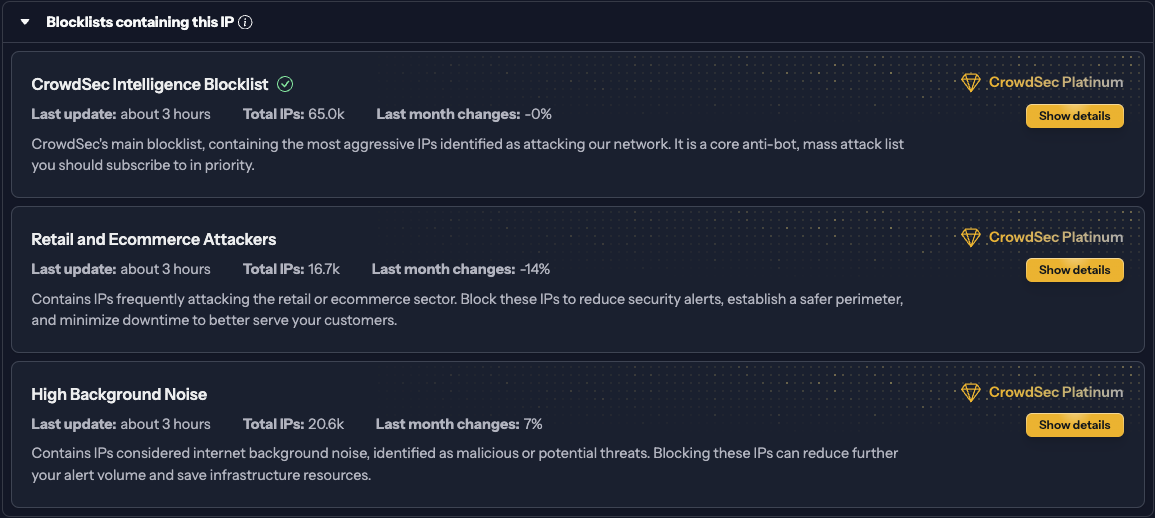 Blocklists containing this IP
CrowdSec Intelligence Blocklist
CrowdSec Platinum
Last update: about 3 hours Total IPs: 65.0k Last month changes: -0%
Show details
CrowdSec's main blocklist, containing the most aggressive IPs identified as attacking our network. It is a core anti-bot, mass attack list
you should subscribe to in priority.
Retail and Ecommerce Attackers
CrowdSec Platinum
Last update: about 3 hours Total IPs: 16.7k Last month changes: -14%
Show details
Contains IPs frequently attacking the retail or ecommerce sector. Block these IPs to reduce security alerts, establish a safer perimeter,
and minimize downtime to better serve your customers.
High Background Noise
CrowdSec Platinum
Last update: about 3 hours Total IPs: 20.6k Last month changes: 7%
Show details
Contains IPs considered internet background noise, identified as malicious or potential threats. Blocking these IPs can reduce further
your alert volume and save infrastructure resources.